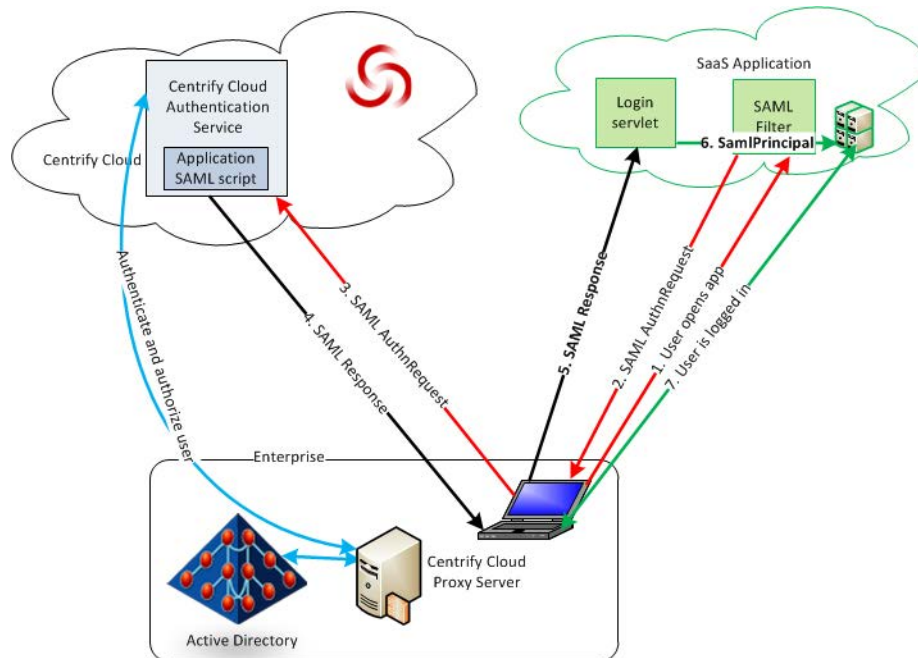 Centrify Cloud
Authentication
Service
Application
SAML script
Centrify Cloud
SaaS Application
Login
servlet
SAML
Filter
6. SamlPrincipal
Authenticate and authorize user
4. SAML Response
3. SAML AuthnRequest
5. SAML Response
2. SAML AuthnRequest
1. User opens app
7. User is logged in
Enterprise
Centrify Cloud
Proxy Server
Active Directory